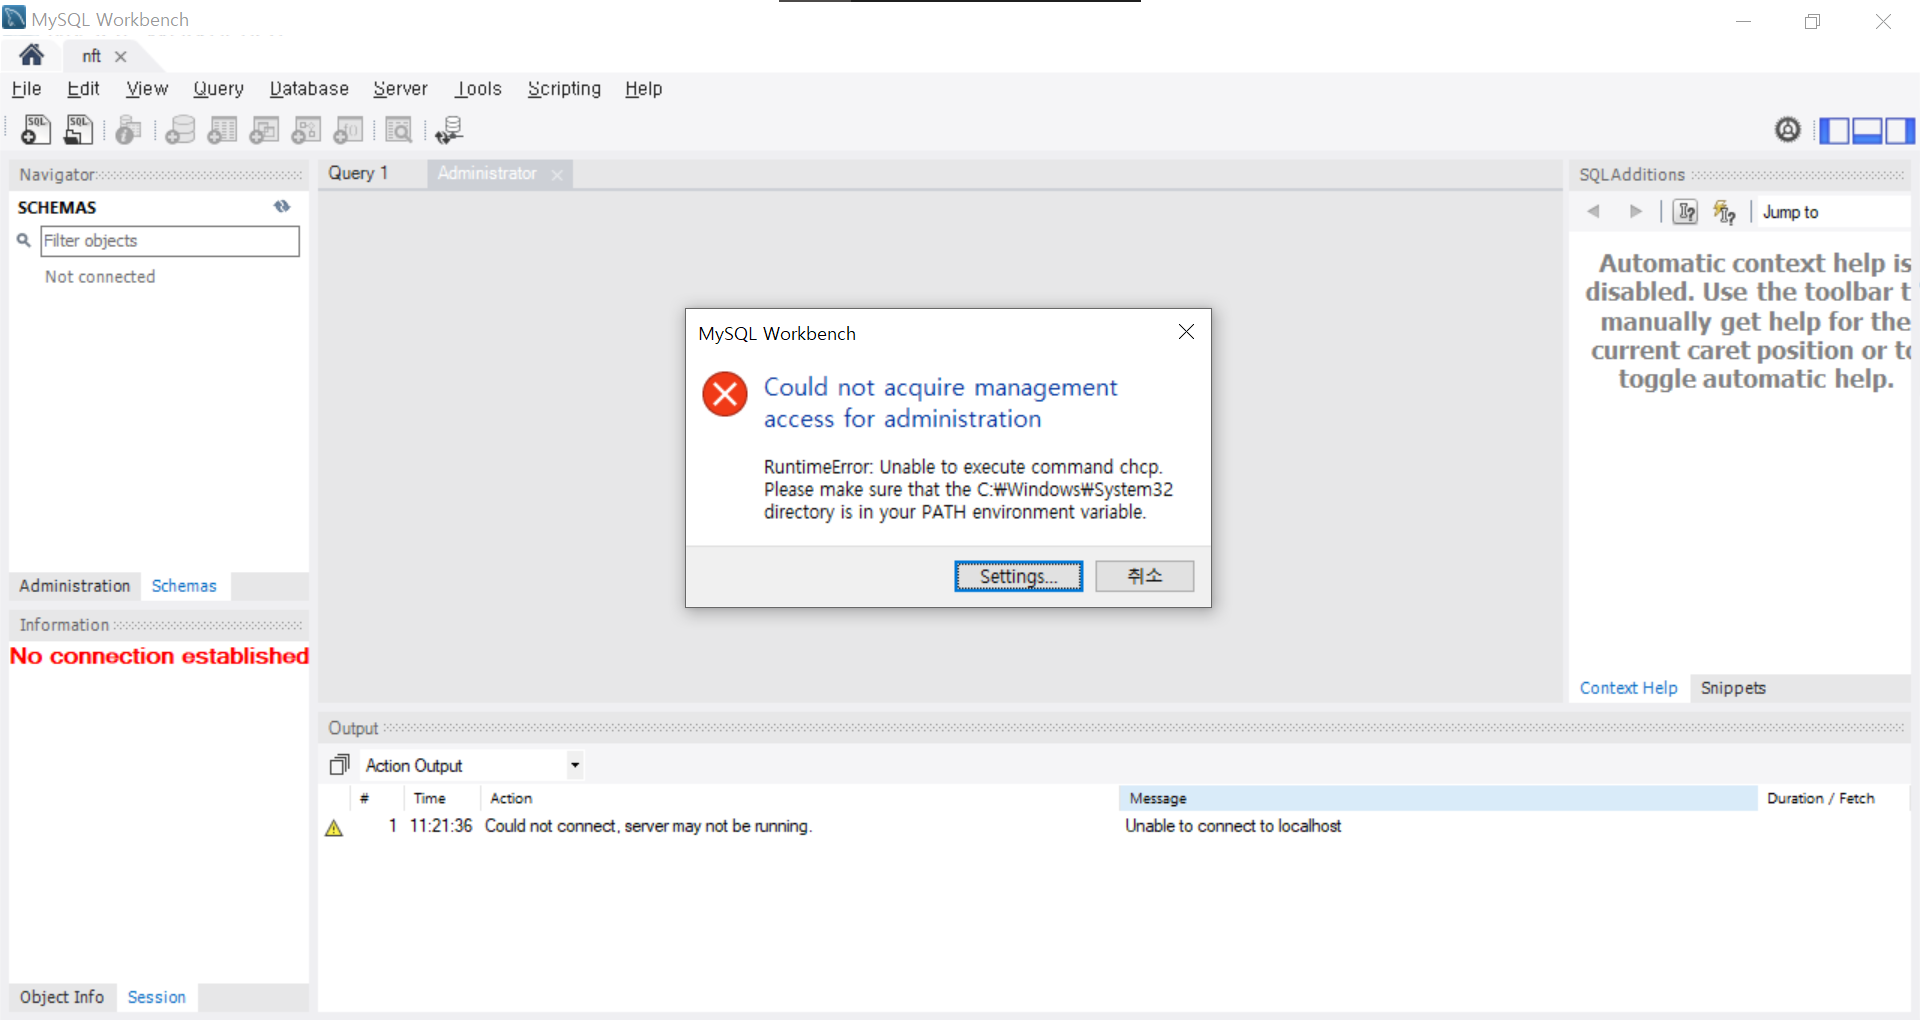 MySQL Workbench
nft
File Edit View Query Database Server Tools Scripting Help
SQL SQL
Navigator
SCHEMAS
Filter objects
Not connected
Administration Schemas
Information
No connection established
Object Info Session
Query 1 Administrator
MySQL Workbench
Could not acquire management
access for administration
RuntimeError: Unable to execute command chcp.
Please make sure that the C:₩Windows₩System32
directory is in your PATH environment variable.
Settings... 취소
SQLAdditions
Jump to
Automatic context help is
disabled. Use the toolbar t
manually get help for the
current caret position or to
toggle automatic help.
Context Help Snippets
Output
Action Output
# Time Action Message Duration / Fetch
1 11:21:36 Could not connect, server may not be running. Unable to connect to localhost